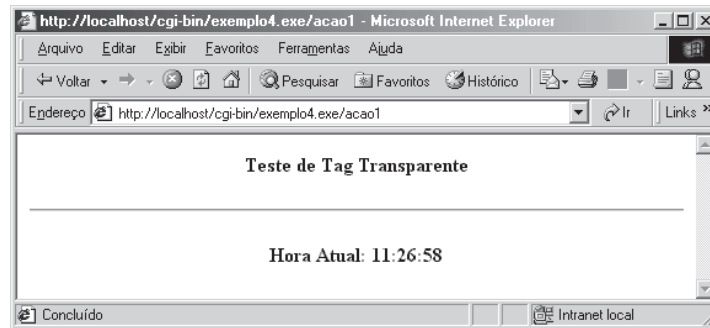 http://localhost/cgi-bin/exemplo4.exe/acao1 - Microsoft Internet Explorer
Arquivo Editar Exibir Favoritos Ferramentas Ajuda
Voltar Pesquisar Favoritos Histórico
Endereço http://localhost/cgi-bin/exemplo4.exe/acao1 Ir Links »
Teste de Tag Transparente
Hora Atual: 11:26:58
Concluído Intranet local